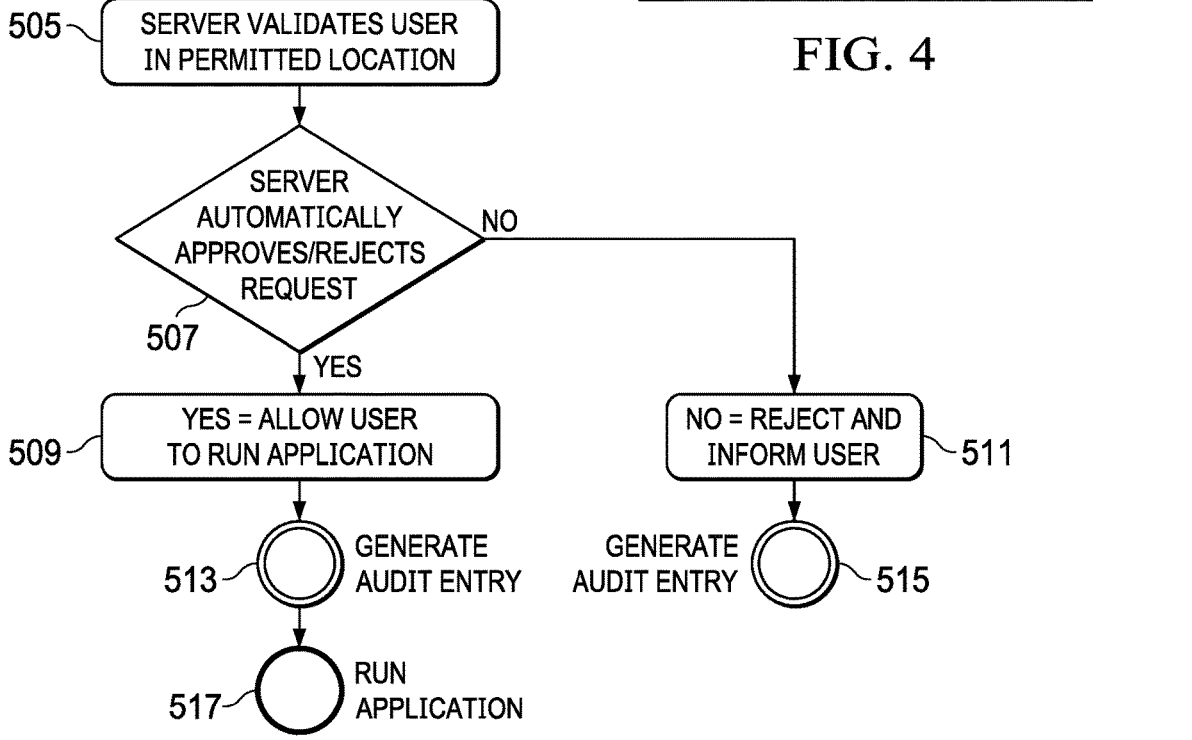 505
SERVER VALIDATES USER
IN PERMITTED LOCATION
FIG. 4
SERVER
AUTOMATICALLY
APPROVES/REJECTS
REQUEST
507
NO
YES
509
YES = ALLOW USER
TO RUN APPLICATION
NO = REJECT AND
INFORM USER
511
513
GENERATE
AUDIT ENTRY
GENERATE
AUDIT ENTRY
515
517
RUN
APPLICATION